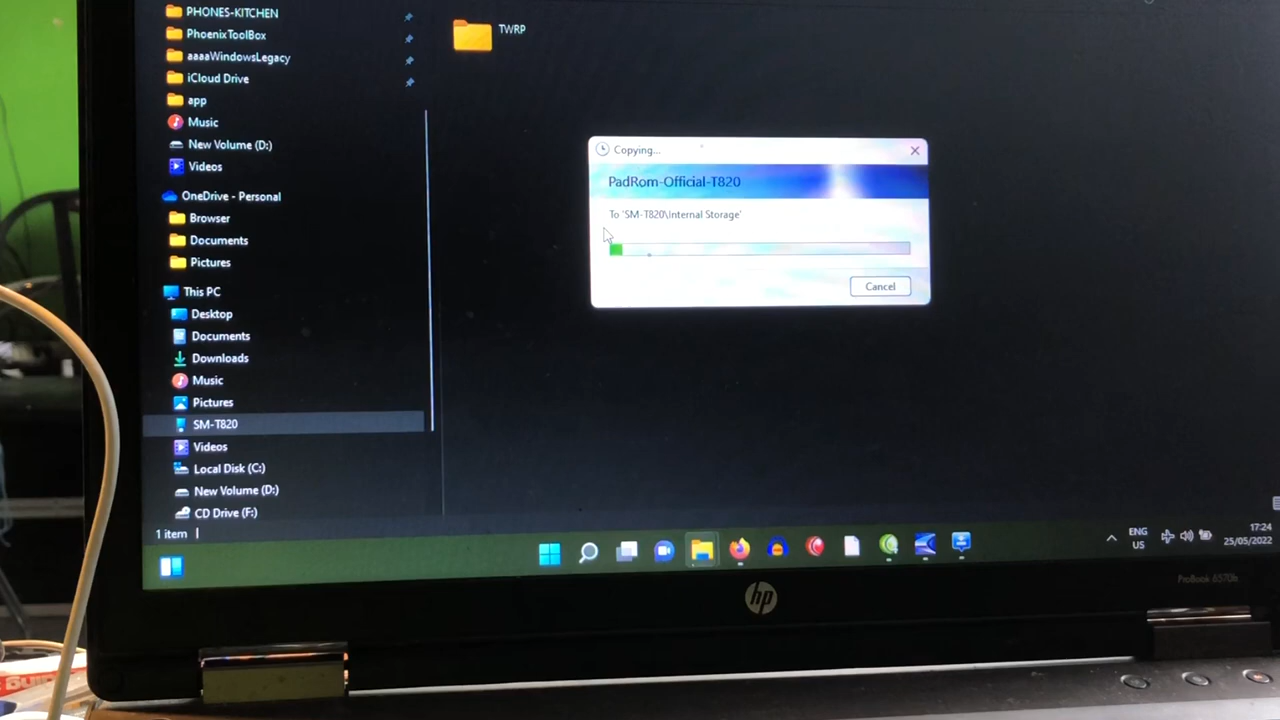 PHONES-KITCHEN
PhoenixToolBox
aaaaWindowsLegacy
iCloud Drive
app
Music
New Volume (D:)
Videos
OneDrive - Personal
Browser
Documents
Pictures
This PC
Desktop
Documents
Downloads
Music
Pictures
SM-T820
Videos
Local Disk (C:)
New Volume (D:)
CD Drive (F:)
1 item
TWRP
Copying...
PadRom-Official-T820
To 'SM-T820\Internal Storage'
Cancel
ENG
US
17:24
25/05/2022
hp
ProBook 6570b